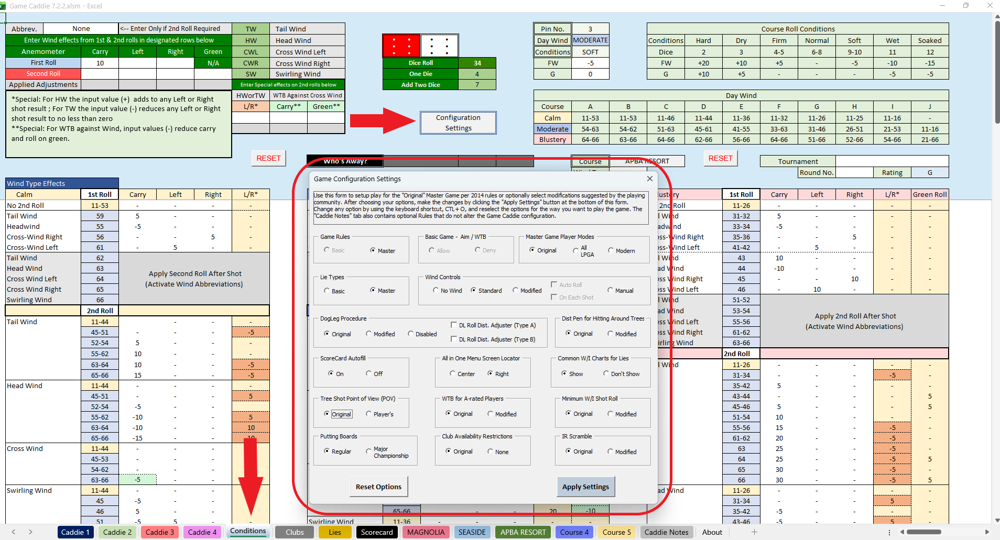 Game Caddie 7.2.2.xlsm - Excel
Abbrev. None <-- Enter Only if 2nd Roll Required
Enter Wind effects from 1st & 2nd rolls in designated rows below
Anemometer Carry Left Right Green
First Roll 10 N/A
Second Roll
Applied Adjustments
TW Tail Wind
HW Head Wind
CWL Cross Wind Left
CWR Cross Wind Right
SW Swirling Wind
Enter Special effects on 2nd rolls below
HWorTW WTB Against Cross Wind
L/R* Carry** Green**
*Special: For HW the input value (+) adds to any Left or Right
shot result ; For TW the input value (-) reduces any Left or Right
shot result to no less than zero
**Special: For WTB against Wind, input values (-) reduce carry
and roll on green.
Dice Roll 34
One Die 4
Add Two Dice 7
Configuration
Settings
Pin No. 3
Day Wind MODERATE
Conditions SOFT
FW -5
G 0
Course Roll Conditions
Conditions Hard Dry Firm Normal Soft Wet Soaked
Dice 2 3 4-5 6-8 9-10 11 12
FW +20 +10 +5 - -5 -10 -15
G +10 +5 - - - -5 -5
Day Wind
Course A B C D E F G H I J
Calm 11-53 11-53 11-46 11-44 11-36 11-32 11-26 11-25 11-16 -
Moderate 54-63 54-62 51-63 45-61 41-55 33-63 31-46 26-51 21-53 11-16
Blustery 64-66 63-66 64-66 62-66 56-66 64-66 51-66 52-66 54-66 21-66
RESET
Who's Away?
Course APBA RESORT
RESET
Tournament
Round No. Rating G
Wind Type Effects
Calm 1st Roll Carry Left Right L/R*
No 2nd Roll 11-53 - - - -
Tail Wind 59 5 - - -
Headwind 55 -5 - - -
Cross-Wind Right 56 - - 5 -
Cross-Wind Left 61 - 5 - -
Tail Wind 62
Head Wind 63
Cross Wind Left 64
Cross Wind Right 65
Swirling Wind 66
Apply Second Roll After Shot
(Activate Wind Abbreviations)
2nd Roll
Tail Wind 11-44 - - - -
45-51 - - - -5
52-54 5 - - -
55-62 10 - - -
63-64 10 - - -5
65-66 15 - - -5
Head Wind 11-44 - - - -
45-51 - - - 5
52-54 -5 - -
55-62 -10 - - 5
63-64 -10 - - 10
65-66 -15 - - 10
Cross Wind 11-44 - - -
45-53 - - -
54-62 - - -
63-66 -5 - -
Swirling Wind 11-44 - - -
45 -5 - -
46 5 - -
51 -5 5 - -
Game Configuration Settings
Use this form to setup play for the "Original" Master Game per 2014 rules or optionally select modifications suggested by the playing
community. After choosing your options, make the changes by clicking the "Apply Settings" button at the bottom of this form.
Change any option by using the keyboard shortcut, CTL + O, and reselect the options for the way you want to play the game. The
"Caddie Notes" tab also contains optional Rules that do not alter the Game Caddie configuration.
Game Rules
Basic Master
Basic Game - Aim / WTB
Allow Deny
Master Game Player Modes
Original All LPGA Modern
Lie Types
Basic Master
Wind Controls
No Wind Standard Modified Auto Roll On Each Shot Manual
DogLeg Procedure
Original Modified Disabled
DL Roll Dist. Adjuster (Type A)
DL Roll Dist. Adjuster (Type B)
Dist Pen for Hitting Around Trees
Original Modified
ScoreCard Autofill
On Off
All in One Menu Screen Locator
Center Right
Common W/I Charts for Lies
Show Don't Show
Tree Shot Point of View (POV)
Original Player's
WTB for A-rated Players
Original Modified
Minimum W/I Shot Roll
Original Modified
Putting Boards
Regular Major Championship
Club Availability Restrictions
Original None
IR Scramble
Original Modified
Reset Options
Apply Settings
65-66 - - 20 -10
Swirling Wind 11-36 - - - -
ustery 1st Roll Carry Left Right L/R* Green Roll
2nd Roll 11-26 - - - - -
l Wind 31-32 5 - - - -
adwind 33-34 -5 - - - -
oss-Wind Right 35-36 - - 5 - -
oss-Wind Left 41-42 - 5 - - -
l Wind 43 10 - - - -
ad Wind 44 -10 - - - -
oss Wind Right 45 - - 10 - -
oss Wind Left 46 - 10 - - -
l Wind 51-52
ad Wind 53-54
oss Wind Left 55-56
oss Wind Right 61-62
irling Wind 63-66
Apply 2nd Roll After Shot
(Activate Wind Abbreviations)
2nd Roll
l Wind 11-26 - - - - -
31-34 - - - -5 -
35-42 5 - - - -
43-44 - - - - 5
45-46 5 - - - 5
51-54 10 - - - -
55-56 15 - - -5 -
61-62 20 - - -5 -
63 25 - - -5 -
64 25 - - -5 5
65 30 - - -5 -
66 30 - - -5 5
ad Wind 11-26 - - - - -
31-34 - - - 5 -
35-42 -5 - - - -
43-46 -5 - - 5 -
Caddie 1 Caddie 2 Caddie 3 Caddie 4 Conditions Clubs Lies Scorecard MAGNOLIA SEASIDE APBA RESORT Course 4 Course 5 Caddie Notes About